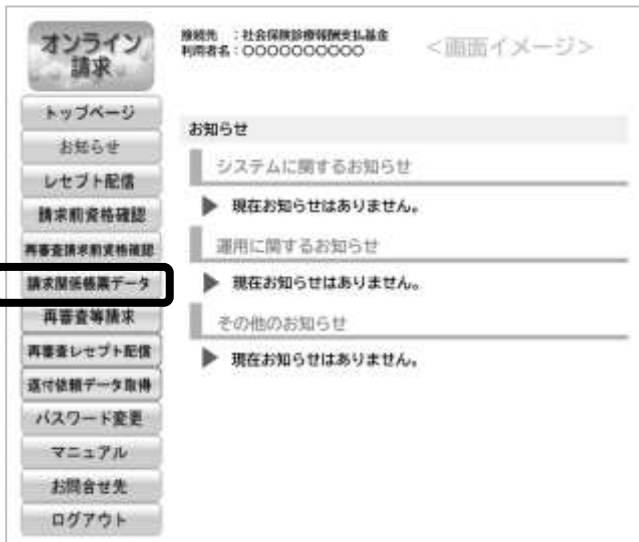 オンライン
請求
接続先 :社会保険診療報酬支払基金
利用者名:○○○○○○○○○○
<画面イメージ>
トップページ
お知らせ
レセプト配信
請求前資格確認
再審査請求前資格確認
請求関係帳票データ
再審査等請求
再審査レセプト配信
返付依頼データ取得
パスワード変更
マニュアル
お問合せ先
ログアウト
お知らせ
システムに関するお知らせ
▶ 現在お知らせはありません。
運用に関するお知らせ
▶ 現在お知らせはありません。
その他のお知らせ
▶ 現在お知らせはありません。